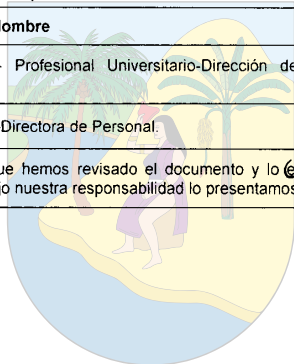 Nombre
Profesional Universitario-Dirección de
Directora de Personal.
que hemos revisado el documento y lo
nuestra responsabilidad lo presentamos